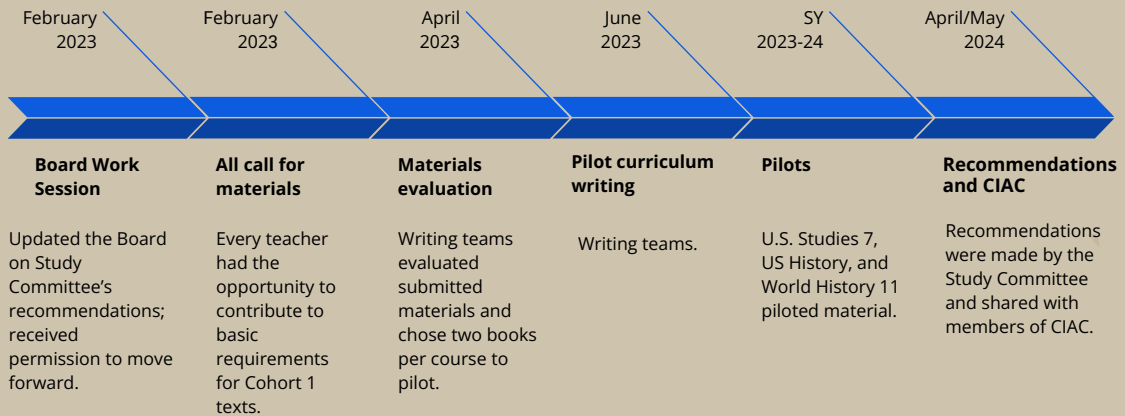 February
2023
February
2023
April
2023
June
2023
SY
2023-24
April/May
2024
Board Work
Session
Updated the Board
on Study
Committee's
recommendations;
received
permission to move
forward.
All call for
materials
Every teacher
had the
opportunity to
contribute to
basic
requirements
for Cohort 1
texts.
Materials
evaluation
Writing teams
evaluated
submitted
materials and
chose two books
per course to
pilot.
Pilot curriculum
writing
Writing teams.
Pilots
U.S. Studies 7,
US History, and
World History 11
piloted material.
Recommendations
and CIAC
Recommendations
were made by the
Study Committee
and shared with
members of CIAC.